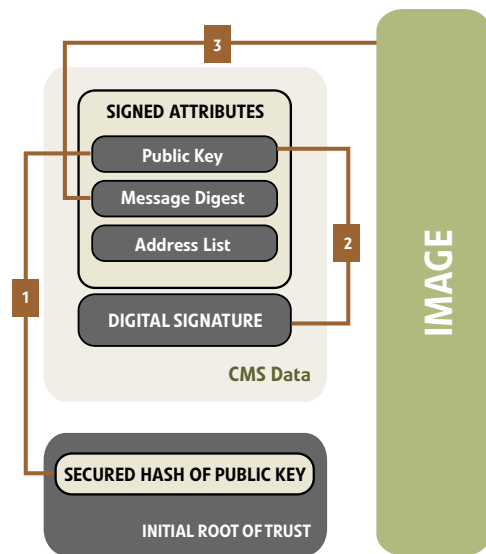 3
SIGNED ATTRIBUTES
Public Key
Message Digest
Address List
2
1
DIGITAL SIGNATURE
CMS Data
IMAGE
SECURED HASH OF PUBLIC KEY
INITIAL ROOT OF TRUST